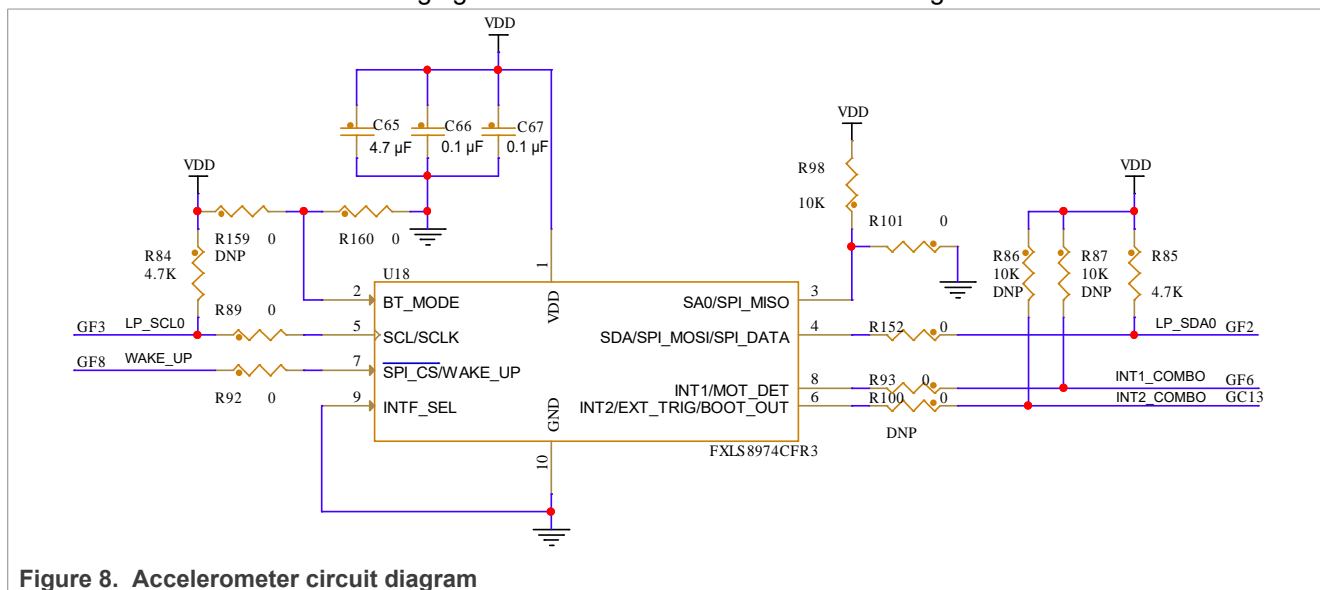 VDD
C65
C66
C67
4.7 µF
0.1 µF
0.1 µF
VDD
R98
10K
VDD
VDD
R101
0
R159
0
DNP
R160
0
R84
4.7K
R86
10K
DNP
R87
10K
DNP
R85
4.7K
U18
1
VDD
2
BT_MODE
SA0/SPI_MISO
3
R89
0
GF3
LP_SCL0
5
SCL/SCLK
SDA/SPI_MOSI/SPI_DATA
4
R152
0
LP_SDA0
GF2
GF8
WAKE_UP
7
SPI_CS/WAKE_UP
R92
0
INT1/MOT_DET
8
R93
0
INT1_COMBO
GF6
9
INTF_SEL
INT2/EXT_TRIG/BOOT_OUT
6
R100
0
INT2_COMBO
GC13
DNP
GND
10
FXLS8974CFR3
Figure 8. Accelerometer circuit diagram